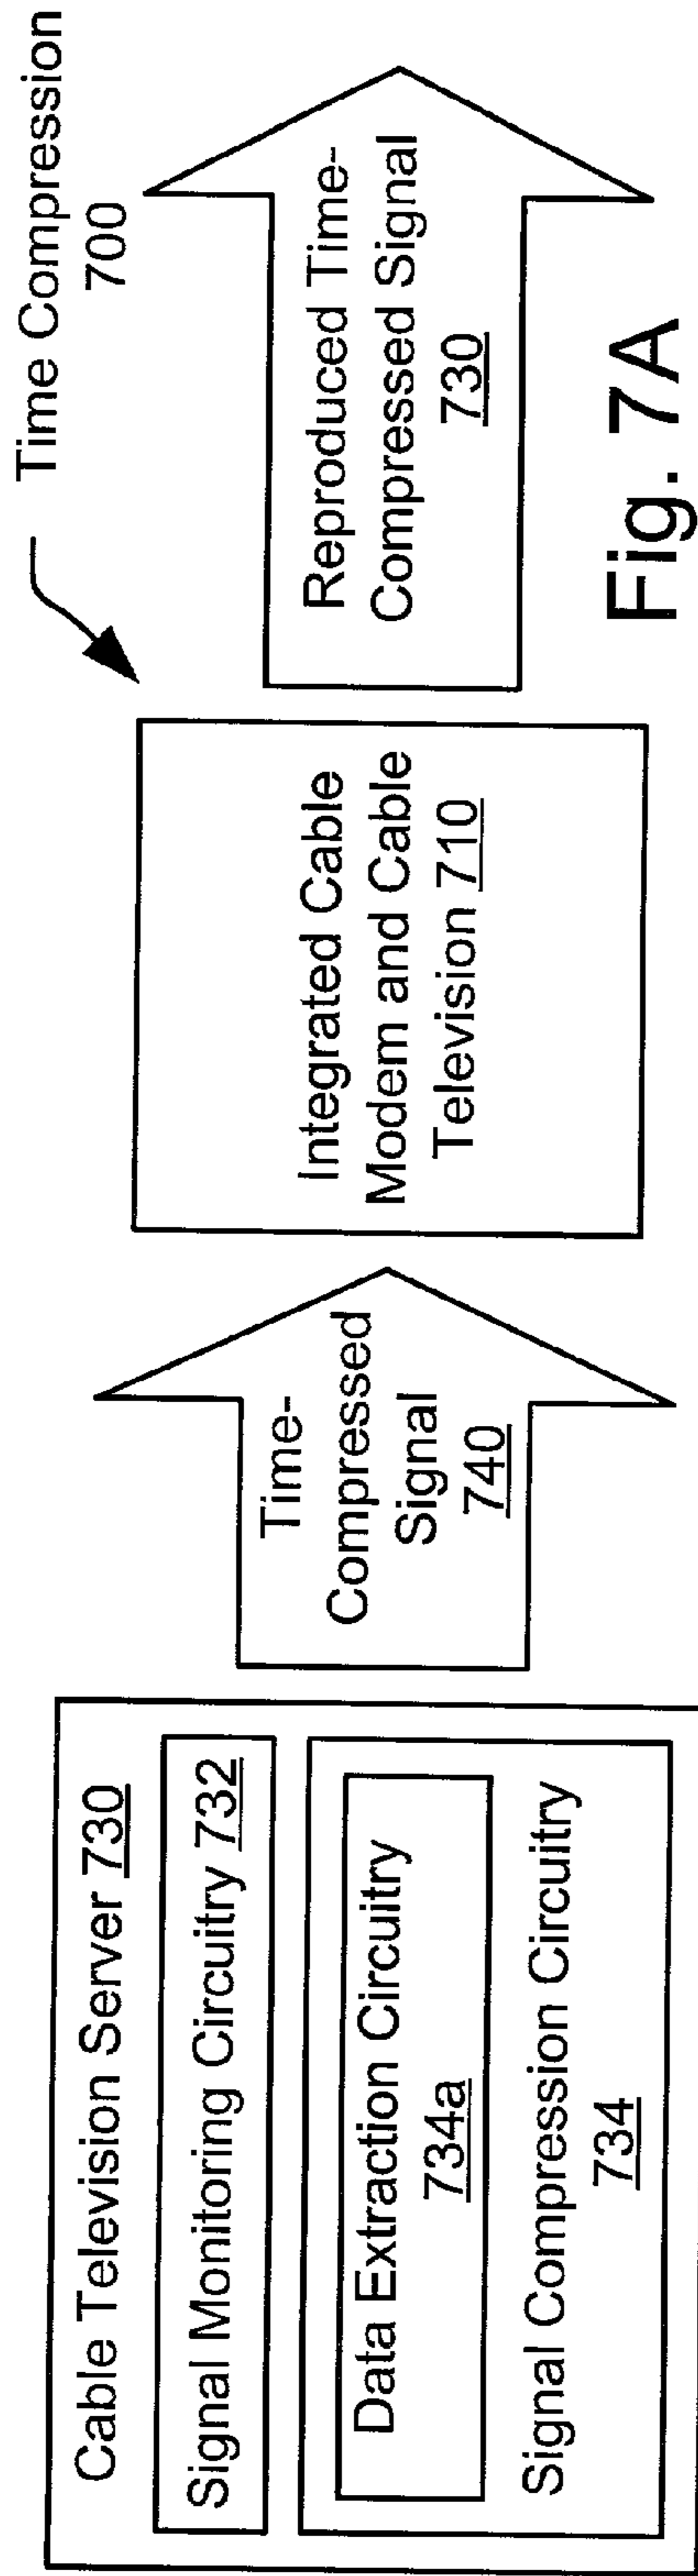 Time Compression
700
Cable Television Server 730
Signal Monitoring Circuitry 732
Data Extraction Circuitry
734a
Signal Compression Circuitry
734
Time-
Compressed
Signal
740
Integrated Cable
Modem and Cable
Television 710
Reproduced Time-
Compressed Signal
730
Fig. 7A